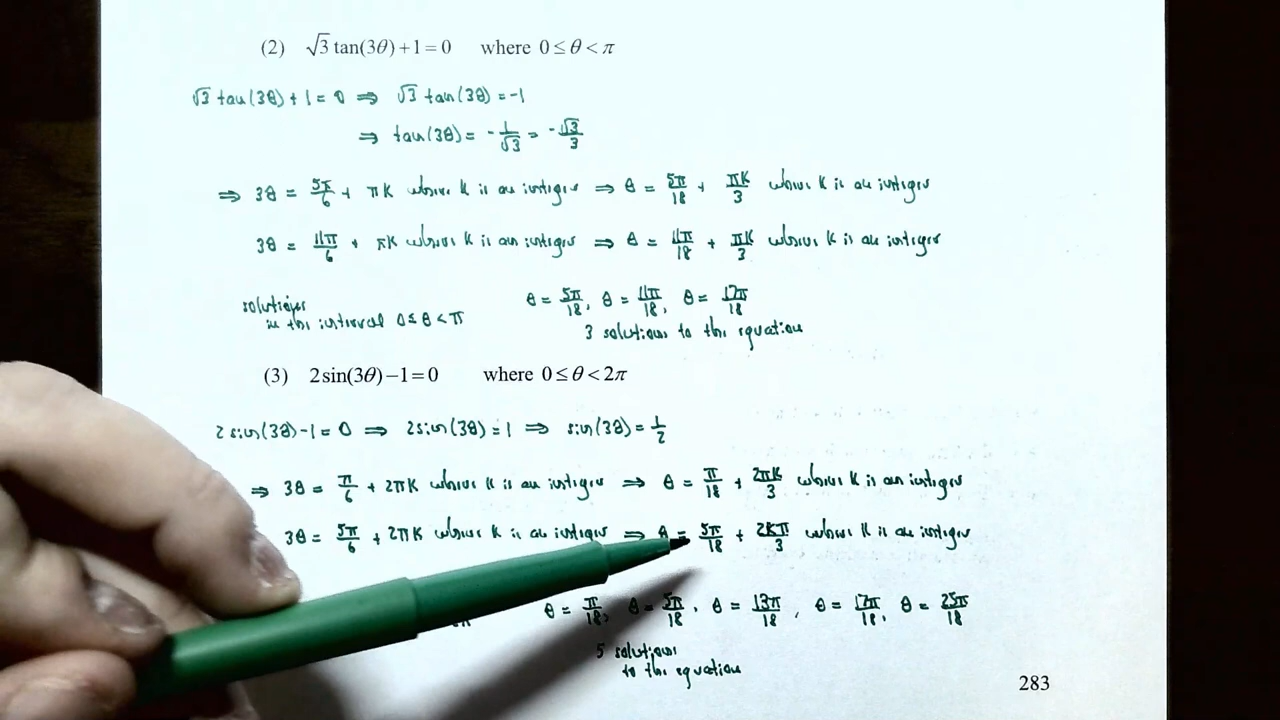 (2) √3 tan(3θ)+1=0 where 0≤θ<π
√3 tan(3θ)+1=0 ⇒ √3 tan(3θ)=-1
⇒ tan(3θ)= -1/√3 = -√3/3
⇒ 3θ = 5π/6 + πK where K is an integer ⇒ θ = 5π/18 + πK/3 where K is an integer
3θ = 11π/6 + πK where K is an integer ⇒ θ = 11π/18 + πK/3 where K is an integer
solutions in the interval 0≤θ<π θ = 5π/18, θ = 11π/18, θ = 17π/18
3 solutions to the equation
(3) 2sin(3θ)−1=0 where 0≤θ<2π
2sin(3θ)-1=0 ⇒ 2sin(3θ)=1 ⇒ sin(3θ)=1/2
⇒ 3θ = π/6 + 2πK where K is an integer ⇒ θ = π/18 + 2πK/3 where K is an integer
3θ = 5π/6 + 2πK where K is an integer ⇒ θ = 5π/18 + 2Kπ/3 where K is an integer
θ = π/18, θ = 5π/18, θ = 13π/18, θ = 17π/18, θ = 25π/18
5 solutions
to the equation
283